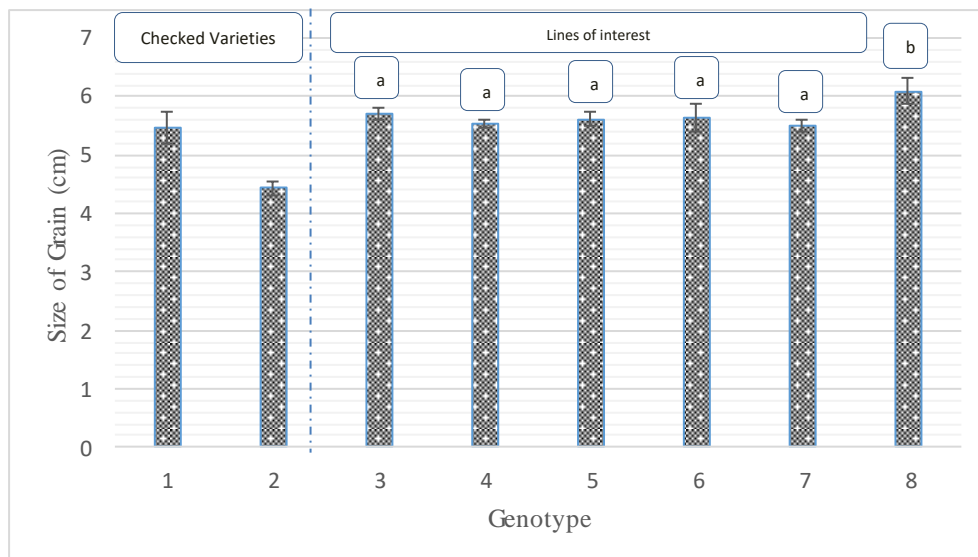 Checked Varieties
Lines of interest
b
a
a
a
a
a
7
6
5
4
3
2
1
0
Size of Grain (cm)
1 2 3 4 5 6 7 8
Genotype